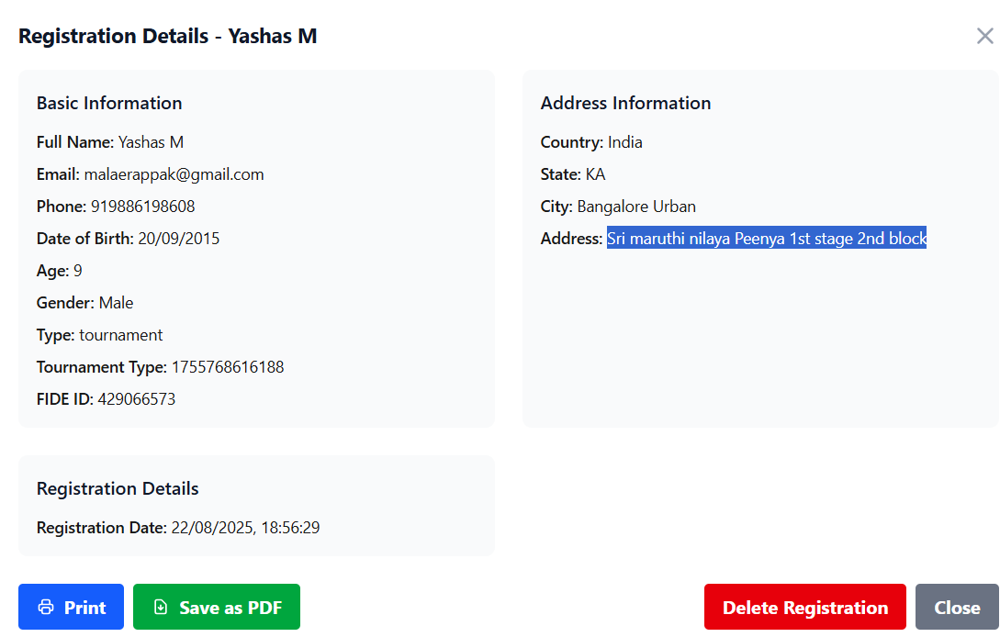 Registration Details - Yashas M
Basic Information
Full Name: Yashas M
Email: malaerappak@gmail.com
Phone: 919886198608
Date of Birth: 20/09/2015
Age: 9
Gender: Male
Type: tournament
Tournament Type: 1755768616188
FIDE ID: 429066573
Address Information
Country: India
State: KA
City: Bangalore Urban
Address: Sri maruthi nilaya Peenya 1st stage 2nd block
Registration Details
Registration Date: 22/08/2025, 18:56:29
Print
Save as PDF
Delete Registration
Close